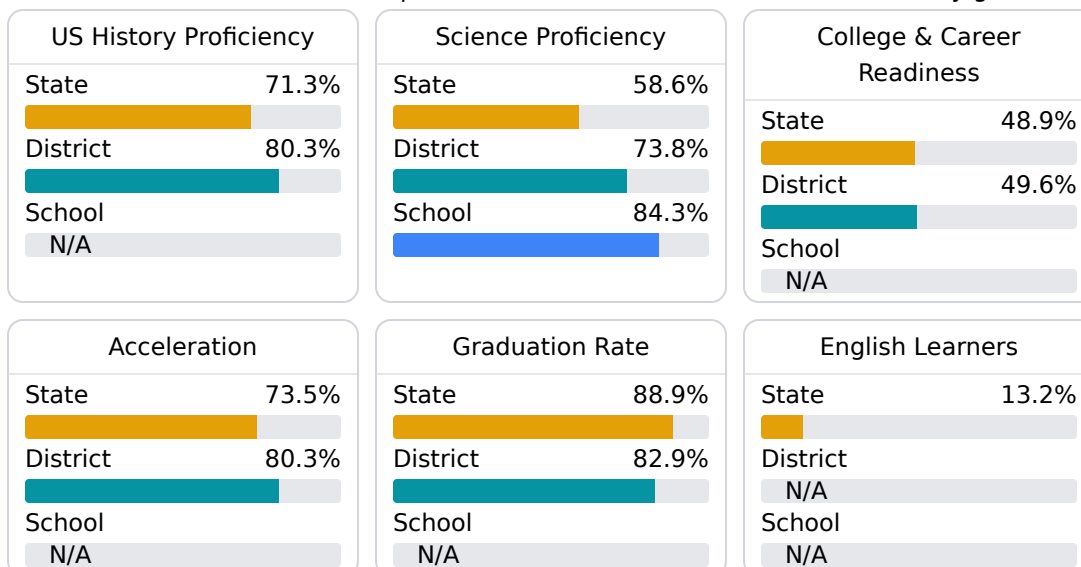 US History Proficiency
State 71.3%
District 80.3%
School
N/A
Science Proficiency
State 58.6%
District 73.8%
School 84.3%
College & Career
Readiness
State 48.9%
District 49.6%
School
N/A
Acceleration
State 73.5%
District 80.3%
School
N/A
Graduation Rate
State 88.9%
District 82.9%
School
N/A
English Learners
State 13.2%
District
N/A
School
N/A